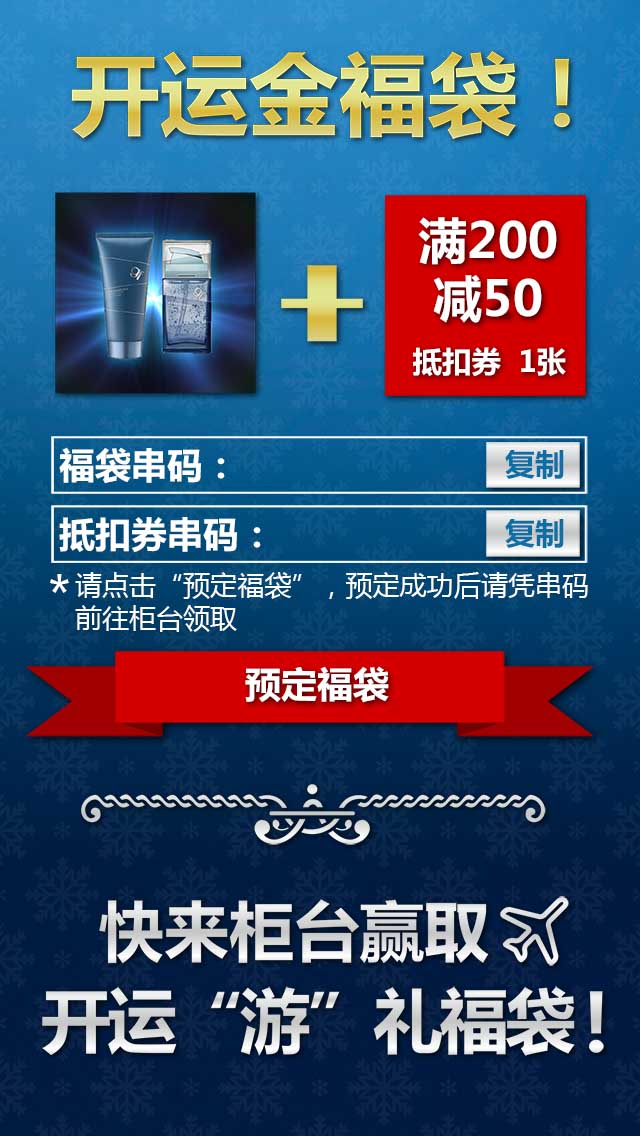 开运金福袋！
满200
减50
抵扣券 1张
福袋串码：
复制
抵扣券串码：
复制
*请点击“预定福袋”，预定成功后请凭串码
前往柜台领取
预定福袋
快来柜台赢取
开运“游”礼福袋！